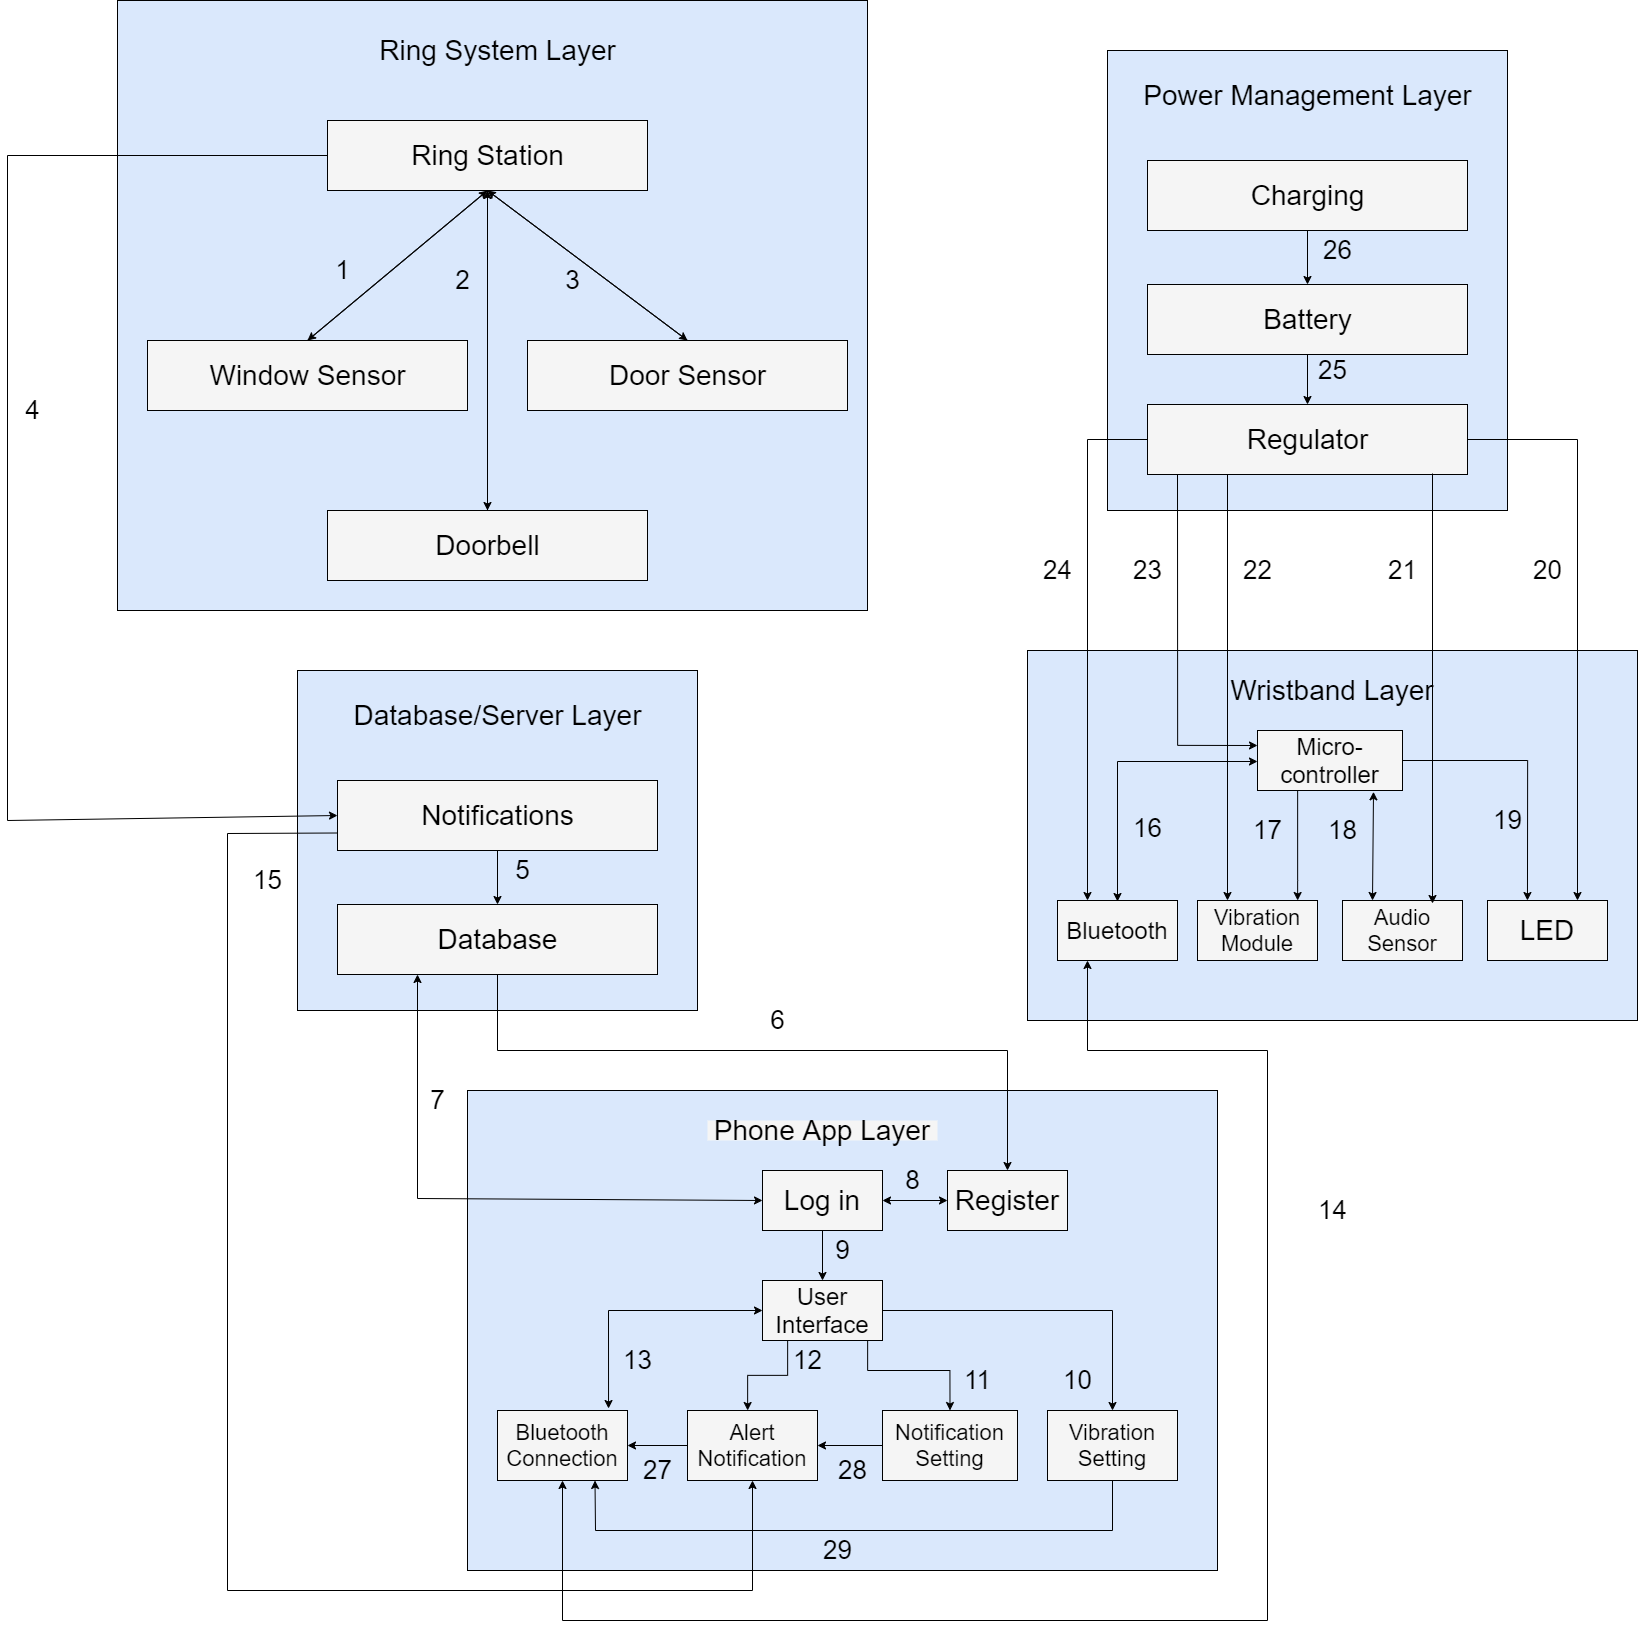 Ring System Layer
Ring Station
1
2
3
Window Sensor
Door Sensor
4
Doorbell
Power Management Layer
Charging
26
Battery
25
Regulator
24
23
22
21
20
Database/Server Layer
Notifications
15
5
Database
Wristband Layer
Micro-
controller
16
17
18
19
Bluetooth
Vibration
Module
Audio
Sensor
LED
6
7
Phone App Layer
Log in
8
Register
14
9
User
Interface
13
12
11
10
Bluetooth
Connection
27
Alert
Notification
28
Notification
Setting
Vibration
Setting
29